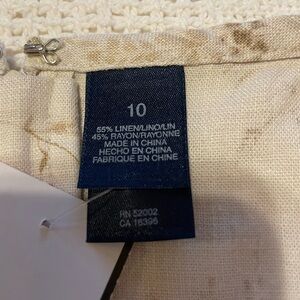 10
55% LINEN/LINO/LIN
45% RAYON/RAYONNE
MADE IN CHINA
HECHO EN CHINA
FABRIQUE EN CHINE
RN 52002
CA 16395